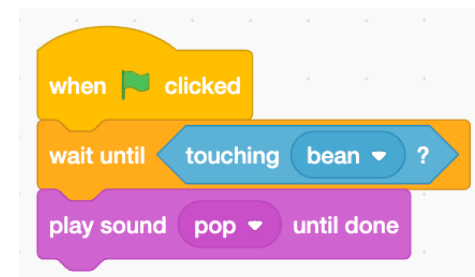 when clicked
wait until touching bean ?
play sound pop until done